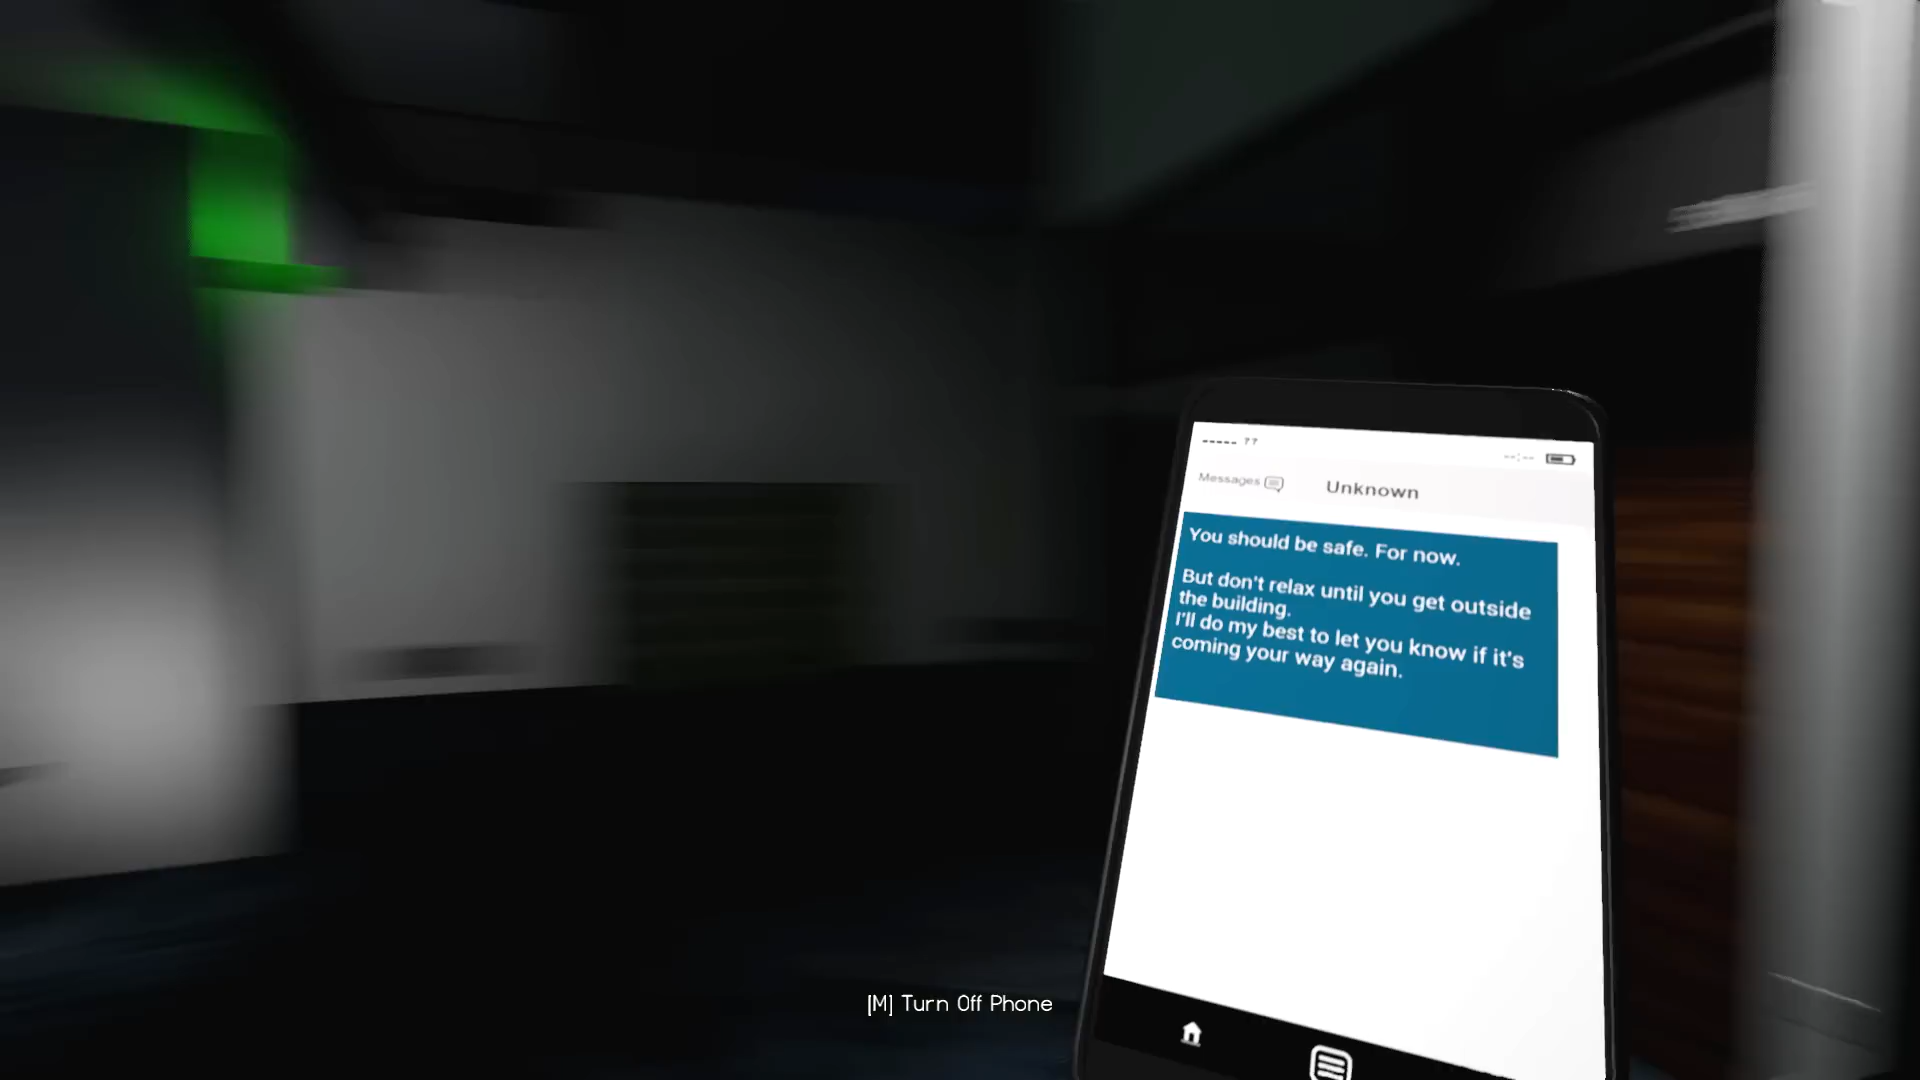 ----- ??
--:--
Messages
Unknown
You should be safe. For now.
But don't relax until you get outside
the building.
I'll do my best to let you know if it's
coming your way again.
[M] Turn Off Phone